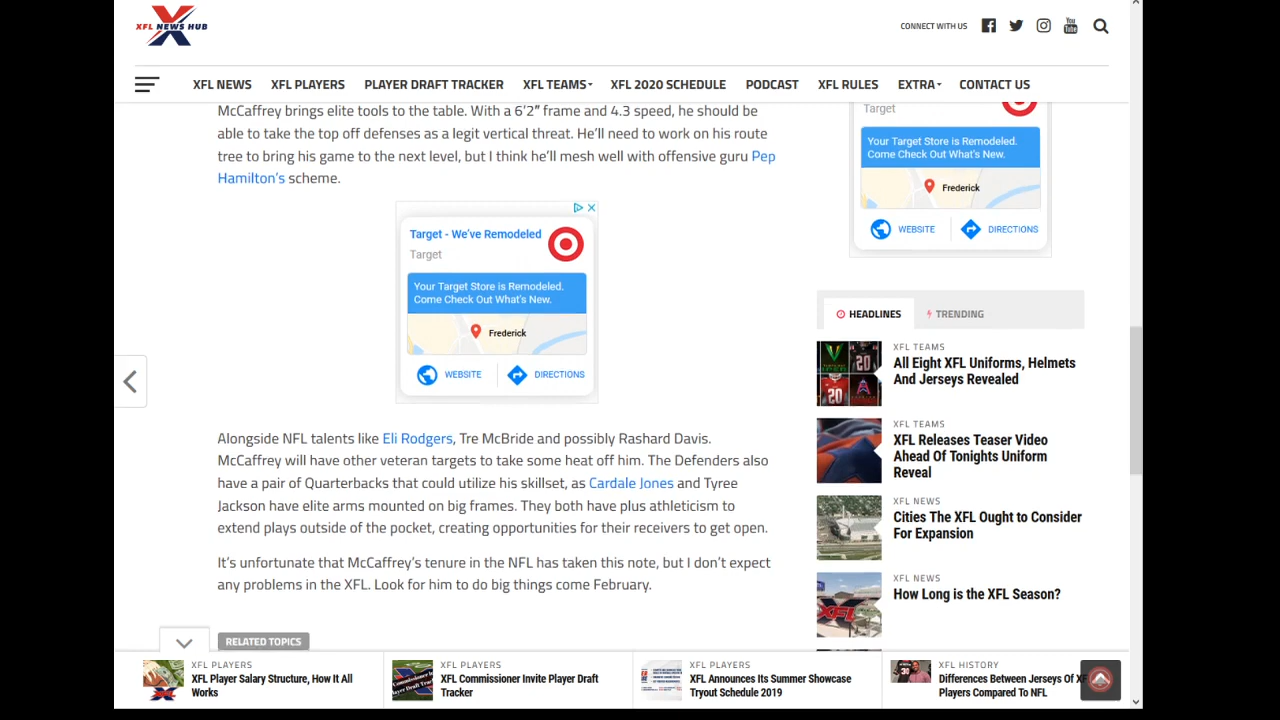 XFL NEWS HUB
CONNECT WITH US
You
Tube
XFL NEWS
XFL PLAYERS
PLAYER DRAFT TRACKER
XFL TEAMS
XFL 2020 SCHEDULE
PODCAST
XFL RULES
EXTRA
CONTACT US
McCaffrey brings elite tools to the table. With a 6’2″ frame and 4.3 speed, he should be
able to take the top off defenses as a legit vertical threat. He’ll need to work on his route
tree to bring his game to the next level, but I think he’ll mesh well with offensive guru Pep
Hamilton’s scheme.
Target - We've Remodeled
Target
Your Target Store is Remodeled.
Come Check Out What's New.
Frederick
WEBSITE
DIRECTIONS
Alongside NFL talents like Eli Rodgers, Tre McBride and possibly Rashard Davis.
McCaffrey will have other veteran targets to take some heat off him. The Defenders also
have a pair of Quarterbacks that could utilize his skillset, as Cardale Jones and Tyree
Jackson have elite arms mounted on big frames. They both have plus athleticism to
extend plays outside of the pocket, creating opportunities for their receivers to get open.
It’s unfortunate that McCaffrey’s tenure in the NFL has taken this note, but I don’t expect
any problems in the XFL. Look for him to do big things come February.
RELATED TOPICS
Target
Your Target Store is Remodeled.
Come Check Out What's New.
Frederick
WEBSITE
DIRECTIONS
HEADLINES
TRENDING
XFL TEAMS
All Eight XFL Uniforms, Helmets
And Jerseys Revealed
20
20
XFL TEAMS
XFL Releases Teaser Video
Ahead Of Tonights Uniform
Reveal
XFL NEWS
Cities The XFL Ought to Consider
For Expansion
XFL NEWS
How Long is the XFL Season?
XFL
XFL PLAYERS
XFL Player Salary Structure, How It All
Works
XFL PLAYERS
XFL Commissioner Invite Player Draft
Tracker
XFL PLAYERS
XFL Announces Its Summer Showcase
Tryout Schedule 2019
XFL HISTORY
Differences Between Jerseys Of XF
Players Compared To NFL